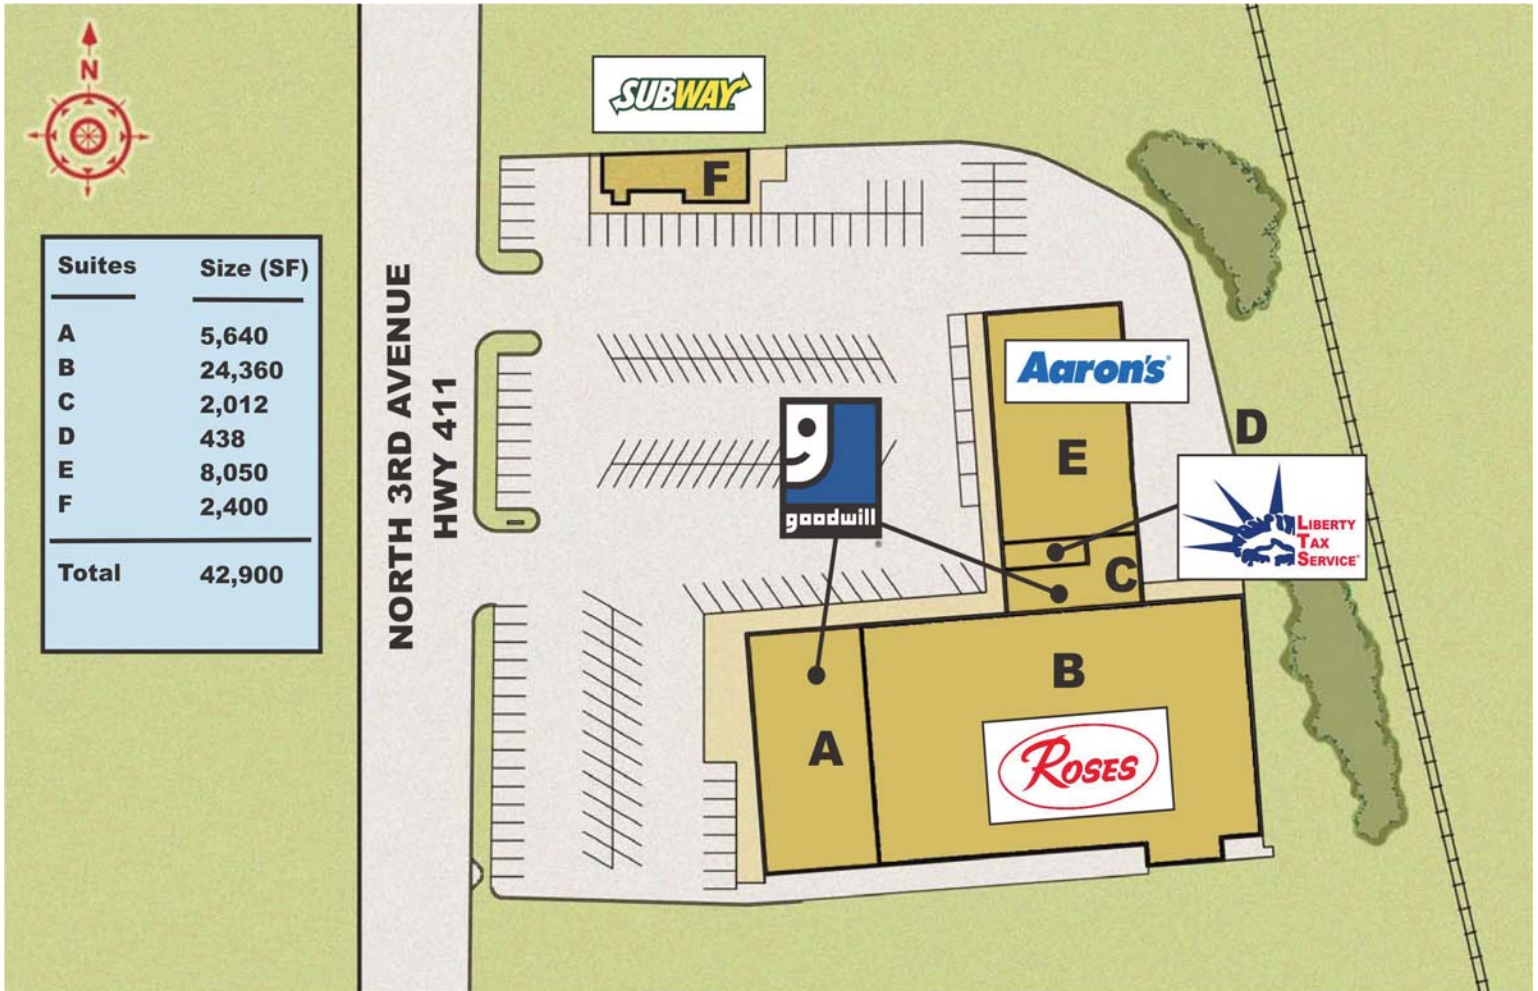 N
SUBWAY
F
Suites Size (SF)
A 5,640
B 24,360
C 2,012
D 438
E 8,050
F 2,400
Total 42,900
NORTH 3RD AVENUE
HWY 411
Aaron's
goodwill
E
D
LIBERTY
TAX
SERVICE
C
B
A
ROSES